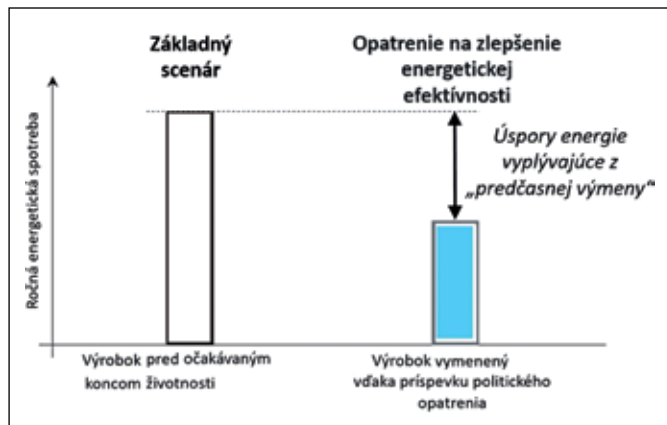 Základný
scenár
Opatrenie na zlepšenie
energetickej
efektívnosti
Ročná energetická spotreba
Úspory energie
vyplývajúce z
„predčasnej výmeny“
Výrobok pred očakávaným
koncom životnosti
Výrobok vymenený
vďaka príspevku politického
opatrenia